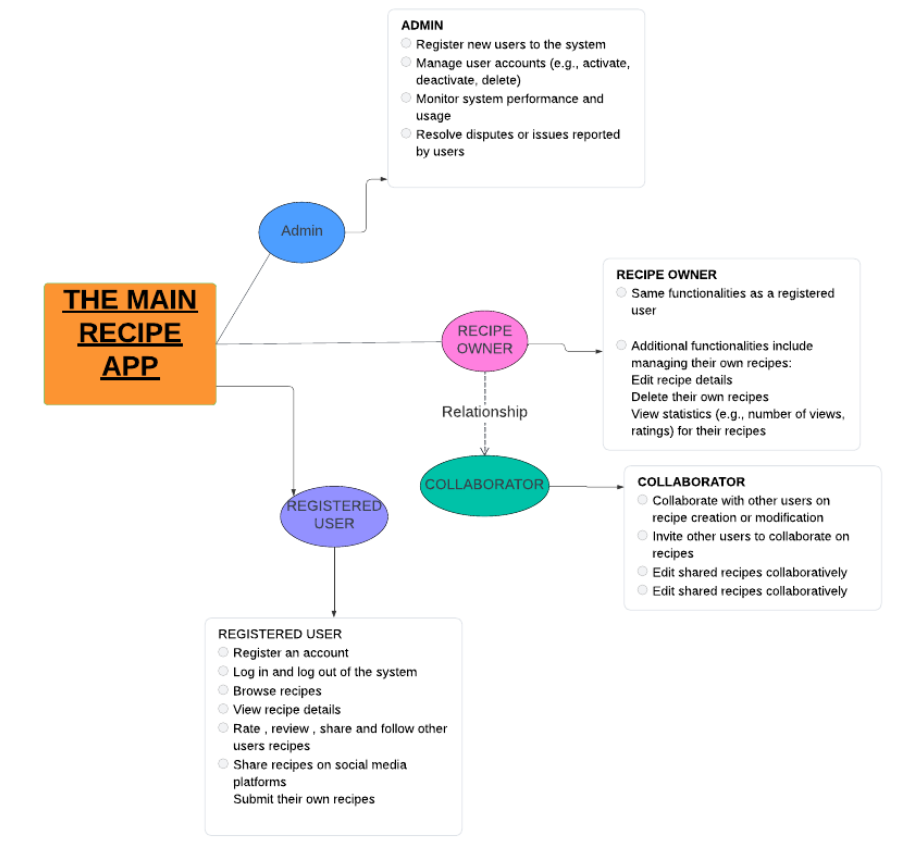 ADMIN
Register new users to the system
Manage user accounts (e.g., activate,
deactivate, delete)
Monitor system performance and
usage
Resolve disputes or issues reported
by users
Admin
THE MAIN
RECIPE
APP
RECIPE
OWNER
RECIPE OWNER
Same functionalities as a registered
user
Additional functionalities include
managing their own recipes:
Edit recipe details
Delete their own recipes
View statistics (e.g., number of views,
ratings) for their recipes
Relationship
COLLABORATOR
COLLABORATOR
Collaborate with other users on
recipe creation or modification
Invite other users to collaborate on
recipes
Edit shared recipes collaboratively
Edit shared recipes collaboratively
REGISTERED
USER
REGISTERED USER
Register an account
Log in and log out of the system
Browse recipes
View recipe details
Rate , review , share and follow other
users recipes
Share recipes on social media
platforms
Submit their own recipes